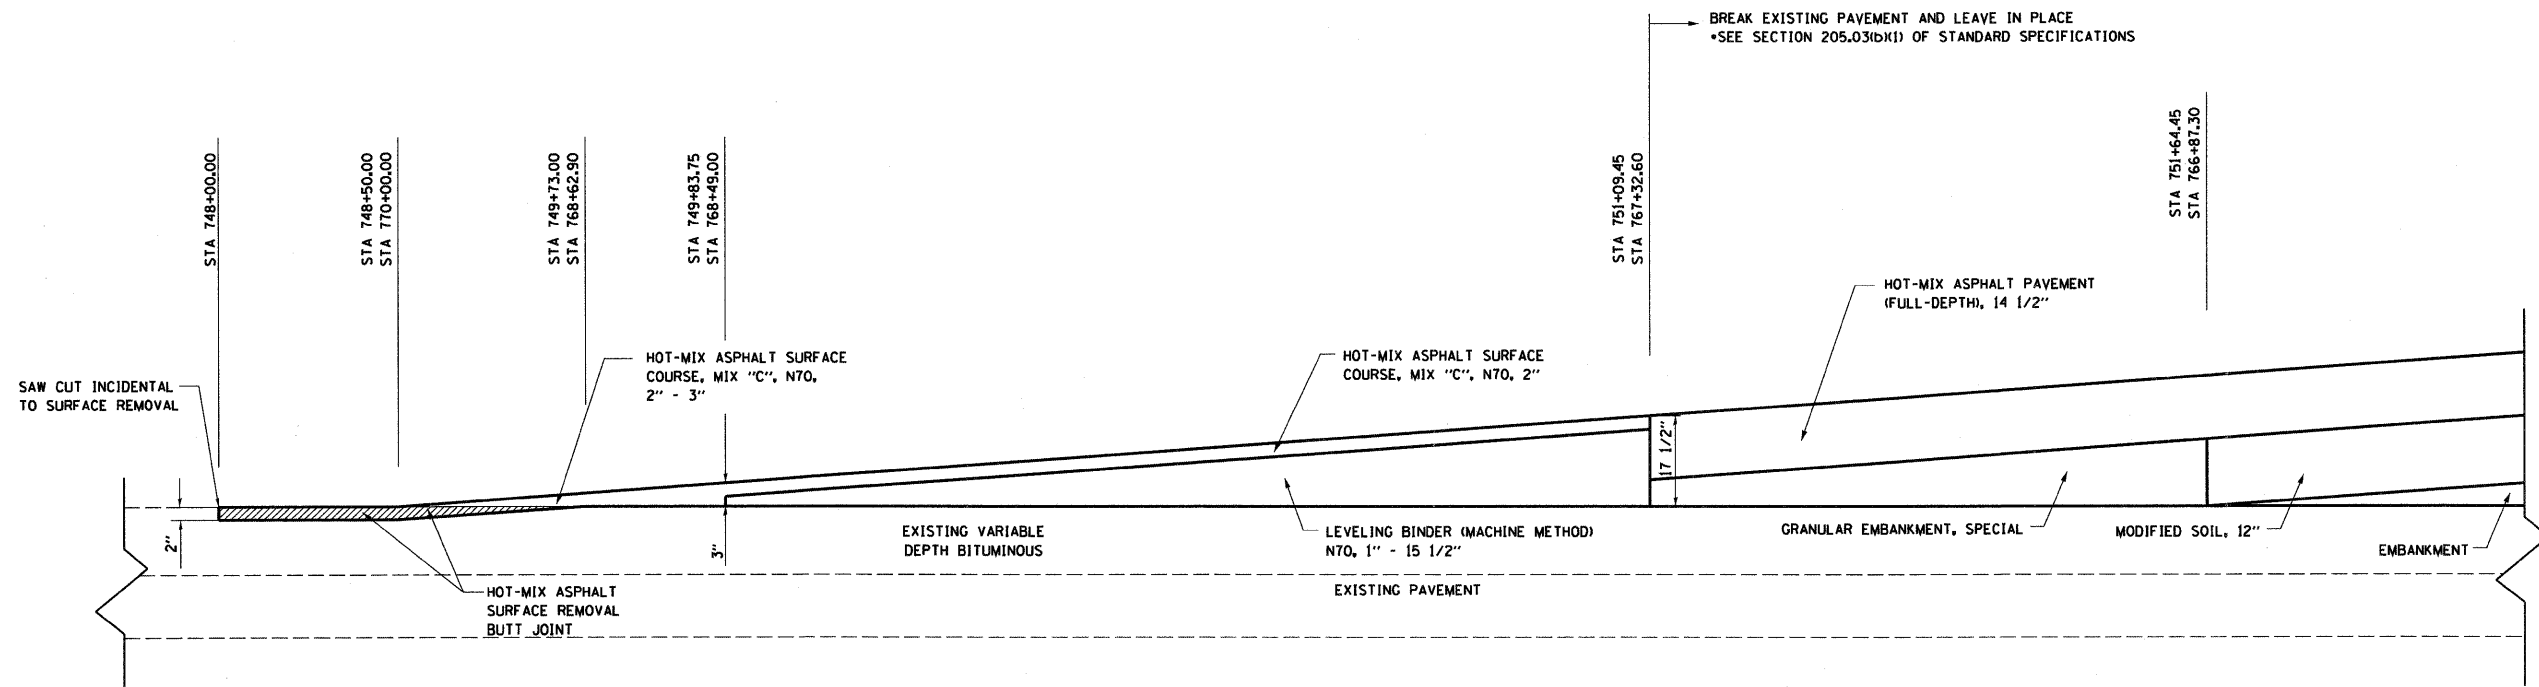 BREAK EXISTING PAVEMENT AND LEAVE IN PLACE
*SEE SECTION 205.03(b)(1) OF STANDARD SPECIFICATIONS
STA 748+00.00
STA 748+50.00
STA 770+00.00
STA 749+73.00
STA 768+62.90
STA 749+83.75
STA 768+49.00
STA 751+09.45
STA 767+32.60
STA 751+64.45
STA 766+87.30
HOT-MIX ASPHALT PAVEMENT
(FULL-DEPTH), 14 1/2"
HOT-MIX ASPHALT SURFACE
COURSE, MIX "C", N70,
2" - 3"
HOT-MIX ASPHALT SURFACE
COURSE, MIX "C", N70, 2"
SAW CUT INCIDENTAL
TO SURFACE REMOVAL
17 1/2"
2"
3"
EXISTING VARIABLE
DEPTH BITUMINOUS
LEVELING BINDER (MACHINE METHOD)
N70, 1" - 15 1/2"
GRANULAR EMBANKMENT, SPECIAL
MODIFIED SOIL, 12"
EMBANKMENT
HOT-MIX ASPHALT
SURFACE REMOVAL
BUTT JOINT
EXISTING PAVEMENT